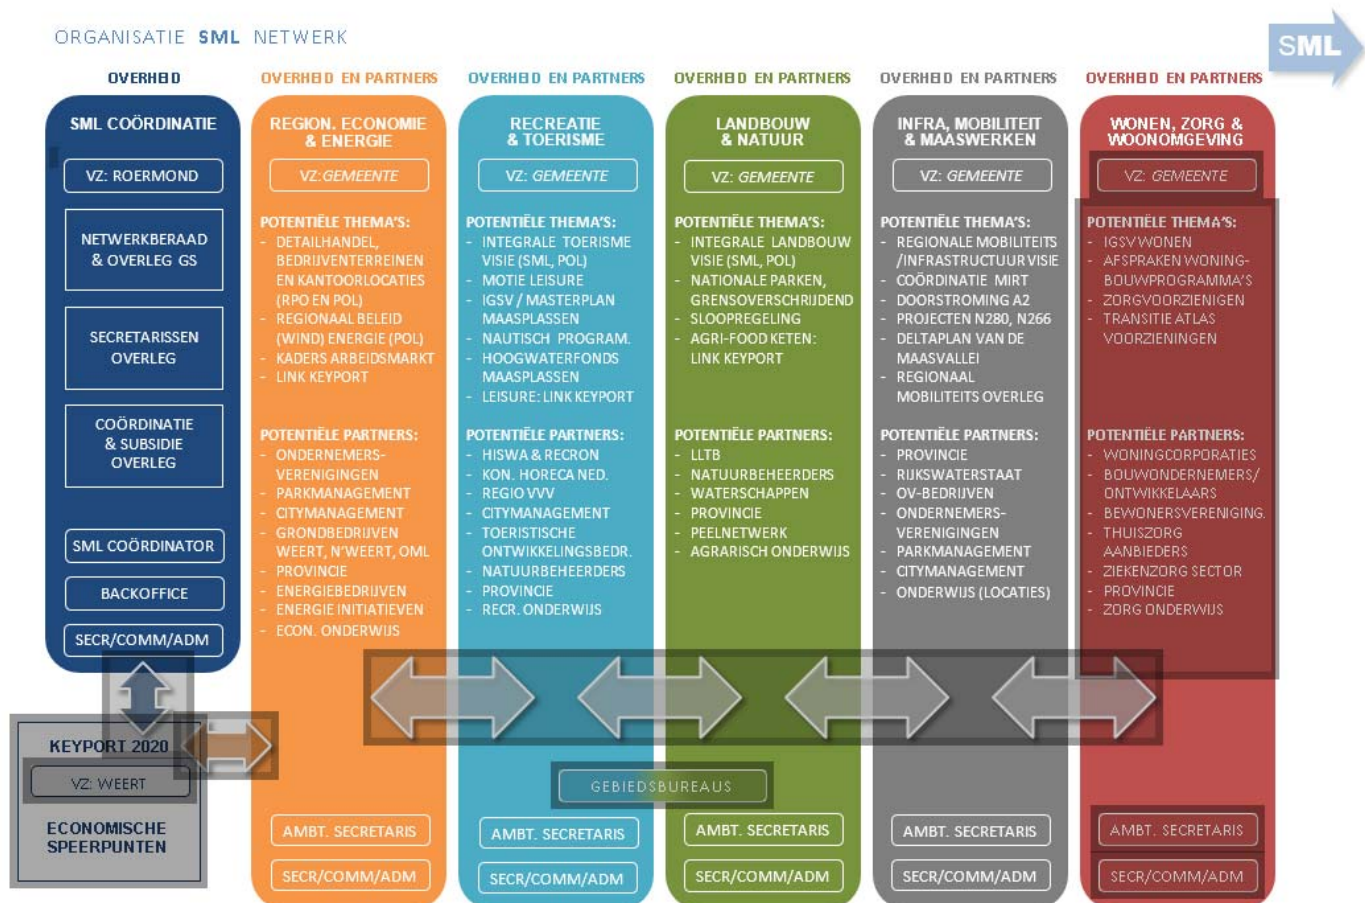 ORGANISATIE SML NETWERK
SML
OVERHEID
SML COÖRDINATIE
VZ: ROERMOND
NETWERKBERAAD
& OVERLEG GS
SECRETARISSEN
OVERLEG
COÖRDINATIE
& SUBSIDIE
OVERLEG
SML COÖRDINATOR
BACKOFFICE
SECR/COMM/ADM
KEYPORT 2020
VZ: WEERT
ECONOMISCHE
SPEERPUNTEN
OVERHEID EN PARTNERS
REGION. ECONOMIE
& ENERGIE
VZ: GEMEENTE
POTENTIËLE THEMA'S:
- DETAILHANDEL,
BEDRIJVENTERREINEN
EN KANTOORLOCATIES
(RPO EN POL)
- REGIONAAL BELEID
(WIND) ENERGIE (POL)
- KADERS ARBEIDSMARKT
- LINK KEYPORT
POTENTIËLE PARTNERS:
- ONDERNEMERS-
VERENIGINGEN
- PARKMANAGEMENT
- CITYMANAGEMENT
- GRONDBEDRIJVEN
WEERT, N'WEERT, OML
- PROVINCIE
- ENERGIEBEDRIJVEN
- ENERGIE INITIATIEVEN
- ECON. ONDERWIJS
AMBT. SECRETARIS
SECR/COMM/ADM
OVERHEID EN PARTNERS
RECREATIE
& TOERISME
VZ: GEMEENTE
POTENTIËLE THEMA'S:
- INTEGRALE TOERISME
VISIE (SML, POL)
- MOTIE LEISURE
- IGSV / MASTERPLAN
MAASPLASSEN
- NAUTISCH PROGRAM.
- HOOGWATERFONDS
MAASPLASSEN
- LEISURE: LINK KEYPORT
POTENTIËLE PARTNERS:
- HISWA & RECRON
- KON. HORECA NED.
- REGIO VVV
- CITYMANAGEMENT
- TOERISTISCHE
ONTWIKKELINGSBEDR.
- NATUURBEHEERDERS
- PROVINCIE
- RECR. ONDERWIJS
GEBIEDSBUREAUS
AMBT. SECRETARIS
SECR/COMM/ADM
OVERHEID EN PARTNERS
LANDBOUW
& NATUUR
VZ: GEMEENTE
POTENTIËLE THEMA'S:
- INTEGRALE LANDBOUW
VISIE (SML, POL)
- NATIONALE PARKEN,
GRENSOVERSCHRIJDEND
- SLOOPREGELING
- AGRI-FOOD KETEN:
LINK KEYPORT
POTENTIËLE PARTNERS:
- LLTB
- NATUURBEHEERDERS
- WATERSCHAPPEN
- PROVINCIE
- PEELNETWERK
- AGRARISCH ONDERWIJS
AMBT. SECRETARIS
SECR/COMM/ADM
OVERHEID EN PARTNERS
INFRA, MOBILITEIT
& MAASWERKEN
VZ: GEMEENTE
POTENTIËLE THEMA'S:
- REGIONALE MOBILITEITS
/INFRASTRUCTUUR VISIE
- COÖRDINATIE MIRT
- DOORSTROMING A2
- PROJECTEN N280, N266
- DELTAPLAN VAN DE
MAASVALLEI
- REGIONAAL
MOBILITEITS OVERLEG
POTENTIËLE PARTNERS:
- PROVINCIE
- RIJKSWATERSTAAT
- OV-BEDRIJVEN
- ONDERNEMERS-
VERENIGINGEN
- PARKMANAGEMENT
- CITYMANAGEMENT
- ONDERWIJS (LOCATIES)
AMBT. SECRETARIS
SECR/COMM/ADM
OVERHEID EN PARTNERS
WONEN, ZORG &
WOONOMGEVING
VZ: GEMEENTE
POTENTIËLE THEMA'S:
- IGSV WONEN
- AFSPRAKEN WONING-
BOUWPROGRAMMA'S
- ZORGVOORZIENIGEN
- TRANSITIE ATLAS
VOORZIENINGEN
POTENTIËLE PARTNERS:
- WONINGCORPORATIES
- BOUWONDERNEMERS/
ONTWIKKELAARS
- BEWONERSVERENIGING.
- THUISZORG
AANBIEDERS
- ZIEKENZORG SECTOR
- PROVINCIE
- ZORG ONDERWIJS
AMBT. SECRETARIS
SECR/COMM/ADM